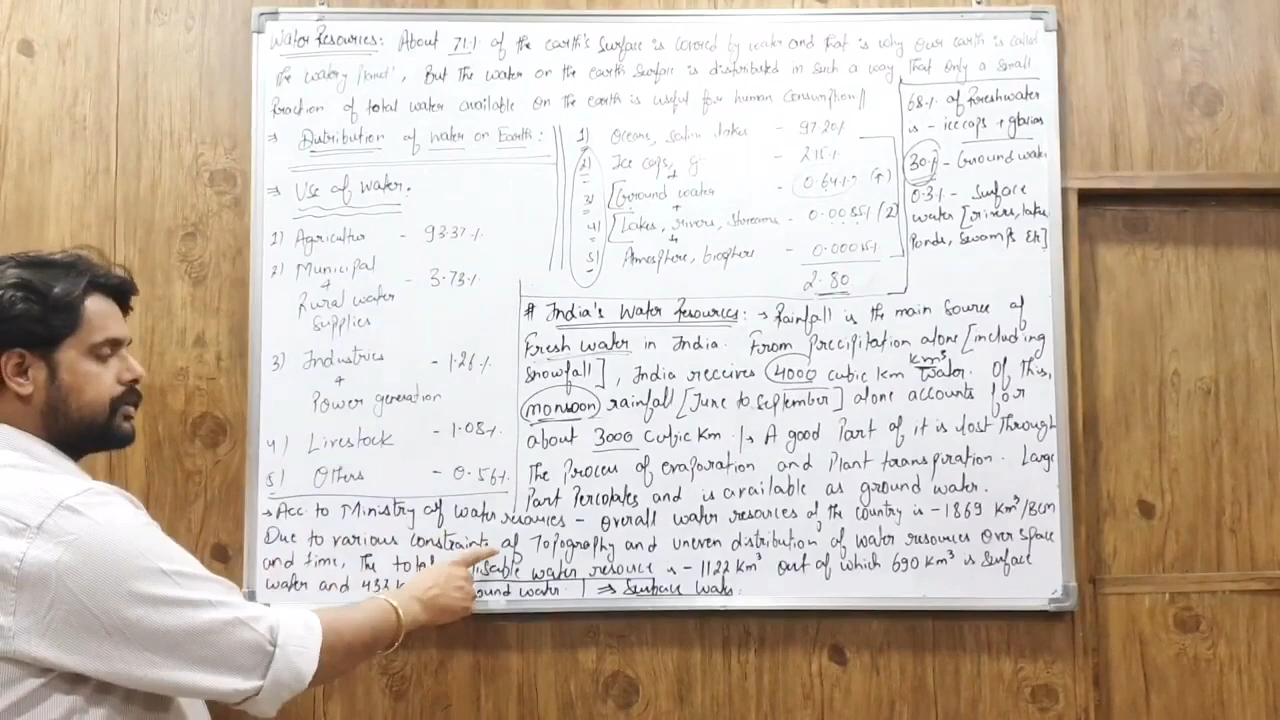 Water Resources: About 71% of the earth's surface is covered by water and that is why our earth is called
the watery planet', But the water on the earth surface is distributed in such a way that only a small
fraction of total water available on the earth is useful for human consumption//
⇒ Distribution of water on Earth:
1) Oceans, salin lakes - 97.20%
2) Ice caps, g - 2.15%
+
3) [Ground water - 0.64% (1)
+
4) [Lakes, rivers, streams - 0.0085% (2)
+
5) Atmosphere, biosphere - 0.0001%
2.80
68% of freshwater
is - ice caps + glaciers
30% - Ground water
0.3% - Surface
water [rivers, lakes
Ponds, Swamps Etc]
⇒ Use of water.
1) Agricultur - 93.37%
2) Municipal
+ - 3.73%
Rural water
supplies
3) Industries - 1.26%
+
Power generation
4) Livestock - 1.08%
5) Others - 0.56%
# India's Water Resources: → Rainfall is the main source of
Fresh water in India. From Precipitation alone [including
snowfall], India receives 4000 cubic km km³ water. Of this,
monsoon rainfall [June to September] alone accounts for
about 3000 cubic km. A good Part of it is lost Through
The Process of evaporation and Plant transpiration. Large
Part Percolates and is available as ground water.
→ Acc. to Ministry of water resources - Overall water resources of the country is - 1869 km³/BCM
Due to various constraints of Topography and uneven distribution of water resources over space
and time, The total water resource is - 1122 km³ out of which 690 km³ is Surface
water and 433 ound water. ⇒ Surface Water.